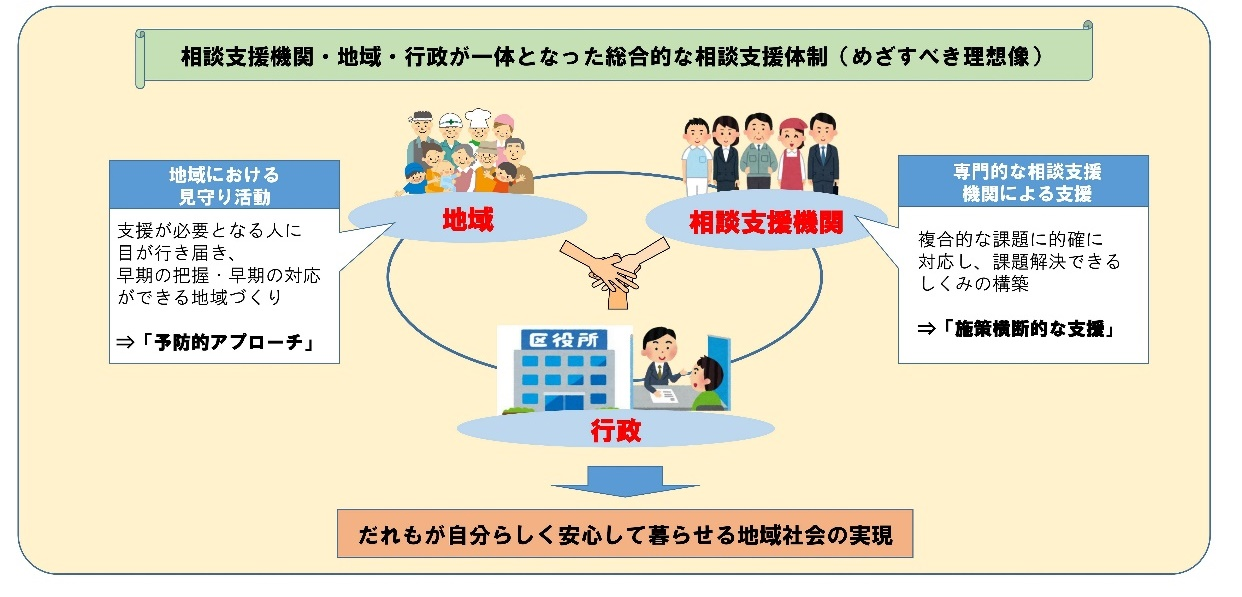 相談支援機関・地域・行政が一体となった総合的な相談支援体制（めざすべき理想像）
地域における
見守り活動
支援が必要となる人に
目が行き届き、
早期の把握・早期の対応
ができる地域づくり
⇒「予防的アプローチ」
地域
相談支援機関
専門的な相談支援
機関による支援
複合的な課題に的確に
対応し、課題解決できる
しくみの構築
⇒「施策横断的な支援」
区役所
行政
だれもが自分らしく安心して暮らせる地域社会の実現